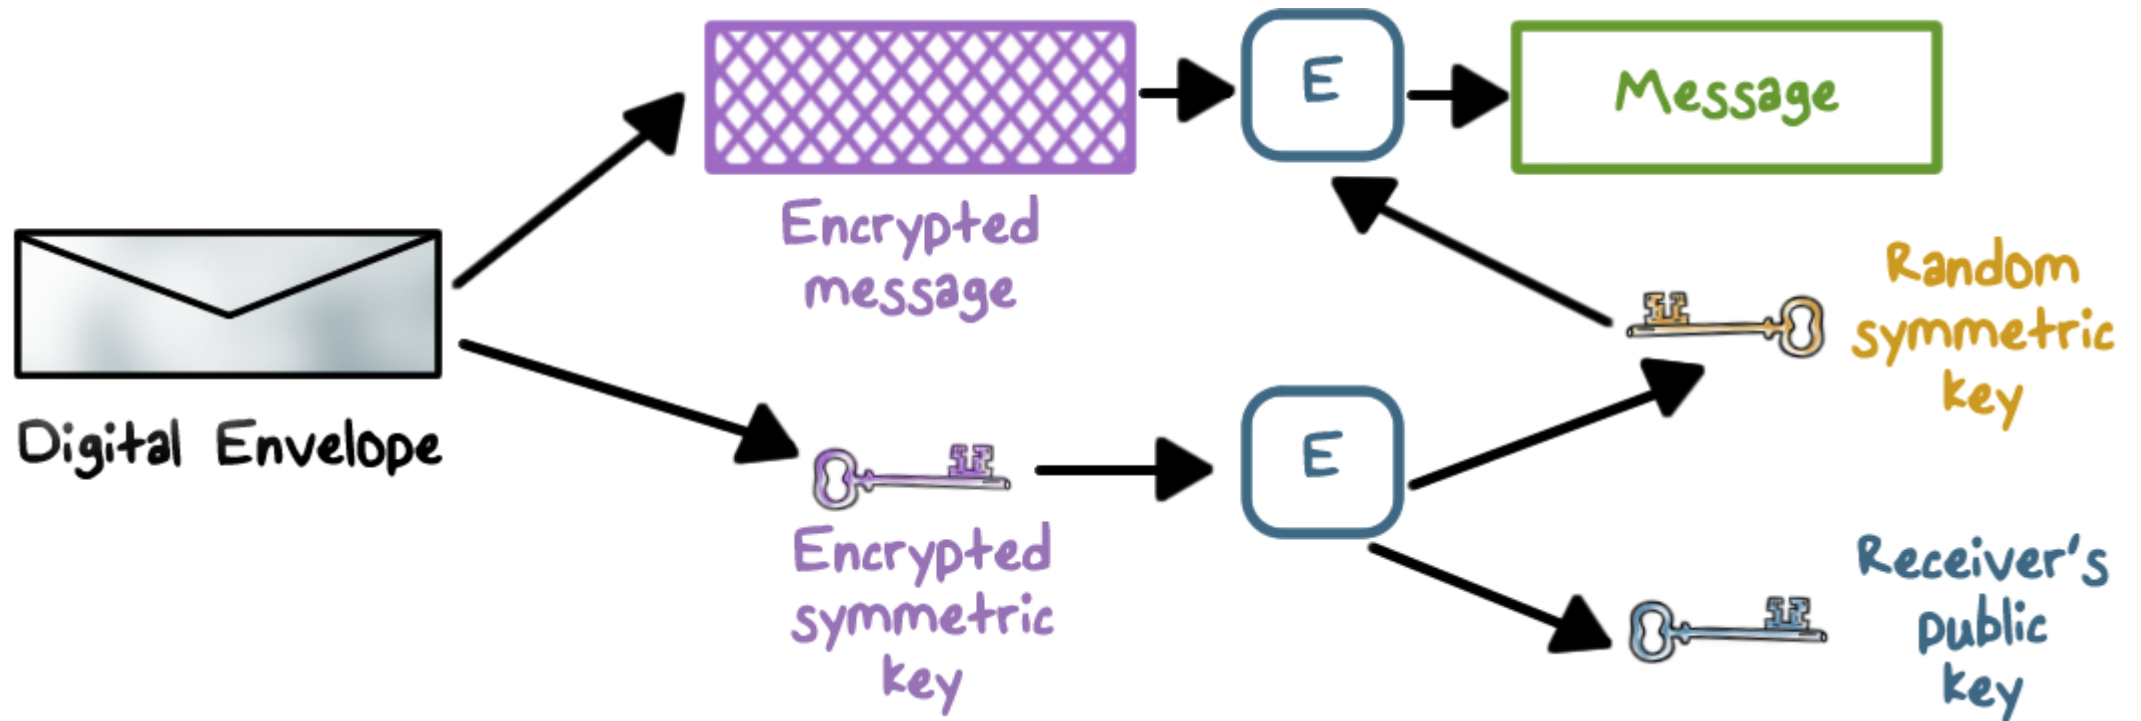 E
Message
Encrypted
message
Digital Envelope
Random
symmetric
key
E
Encrypted
symmetric
key
Receiver's
public
key